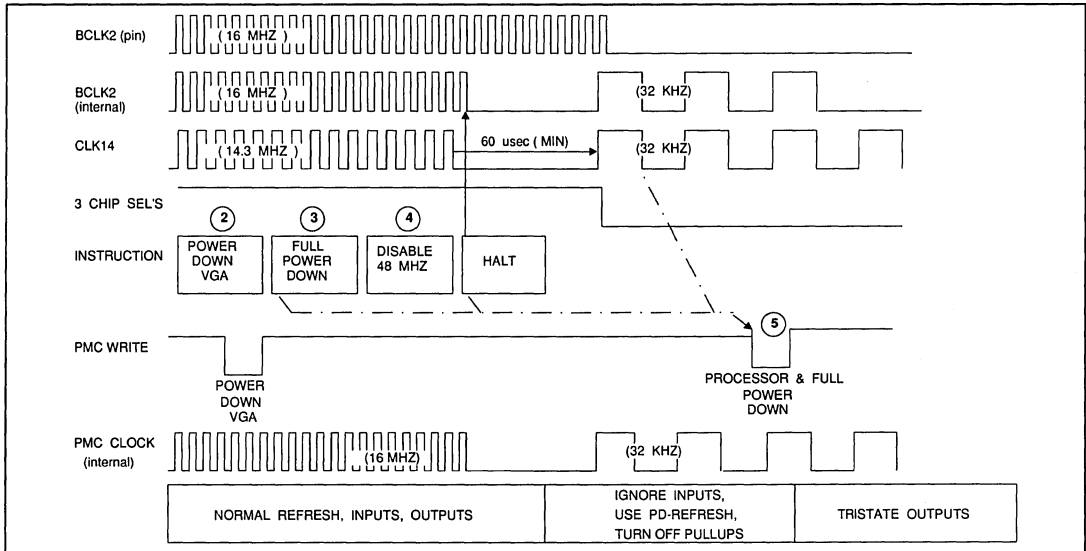 BCLK2 (pin)
( 16 MHZ )
BCLK2
(internal)
( 16 MHZ )
(32 KHZ)
CLK14
( 14.3 MHZ )
60 usec ( MIN)
(32 KHZ)
3 CHIP SEL'S
2
3
4
INSTRUCTION
POWER
DOWN
VGA
FULL
POWER
DOWN
DISABLE
48 MHZ
HALT
5
PMC WRITE
POWER
DOWN
VGA
PROCESSOR & FULL
POWER
DOWN
PMC CLOCK
(internal)
(16 MHZ)
(32 KHZ)
NORMAL REFRESH, INPUTS, OUTPUTS
IGNORE INPUTS,
USE PD-REFRESH,
TURN OFF PULLUPS
TRISTATE OUTPUTS